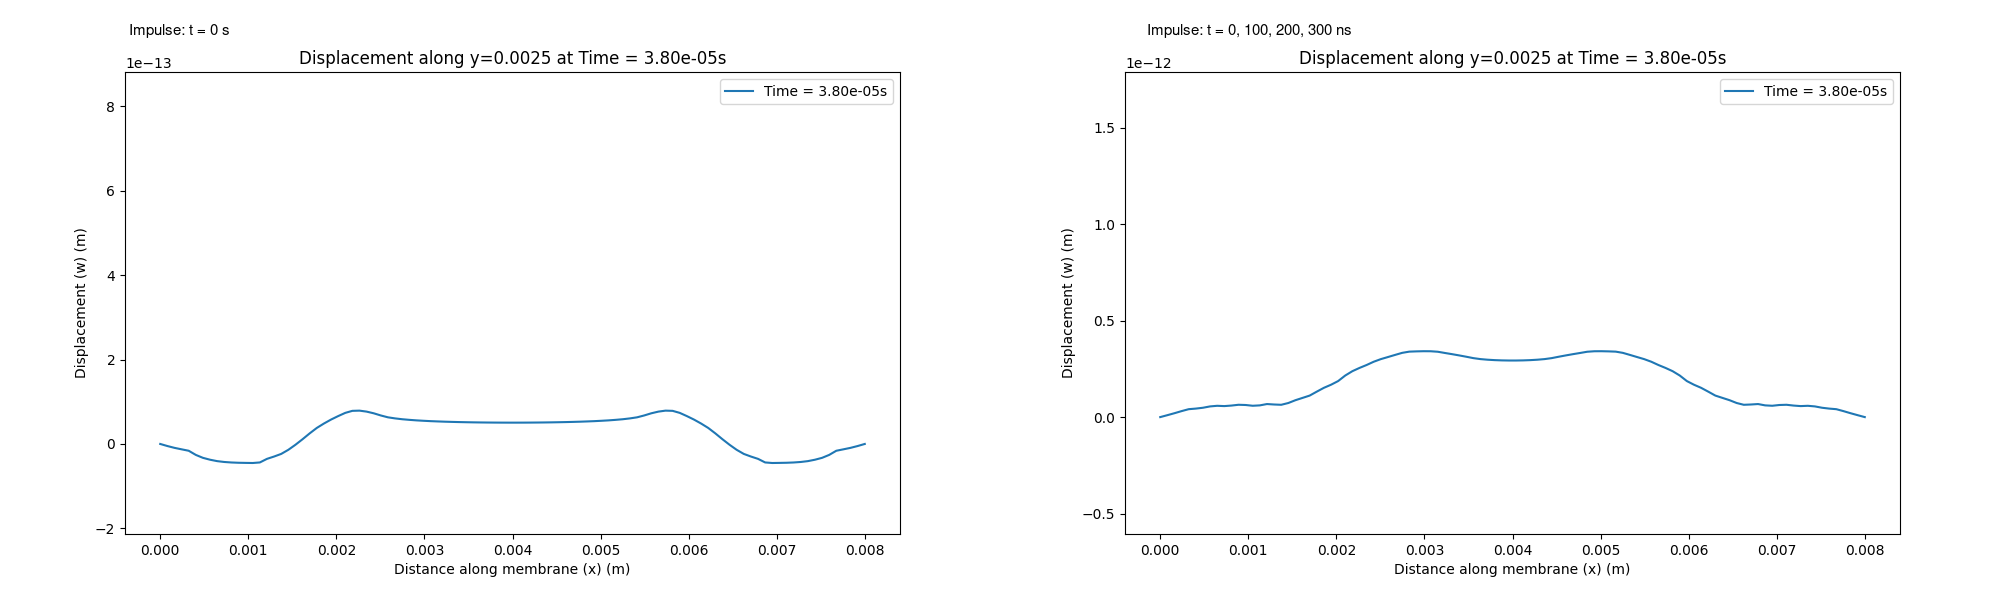 Impulse: t = 0 s
Displacement along y=0.0025 at Time = 3.80e-05s
1e−13
Time = 3.80e-05s
8
6
4
2
0
−2
Displacement (w) (m)
0.000 0.001 0.002 0.003 0.004 0.005 0.006 0.007 0.008
Distance along membrane (x) (m)
Impulse: t = 0, 100, 200, 300 ns
Displacement along y=0.0025 at Time = 3.80e-05s
1e−12
Time = 3.80e-05s
1.5
1.0
0.5
0.0
−0.5
Displacement (w) (m)
0.000 0.001 0.002 0.003 0.004 0.005 0.006 0.007 0.008
Distance along membrane (x) (m)